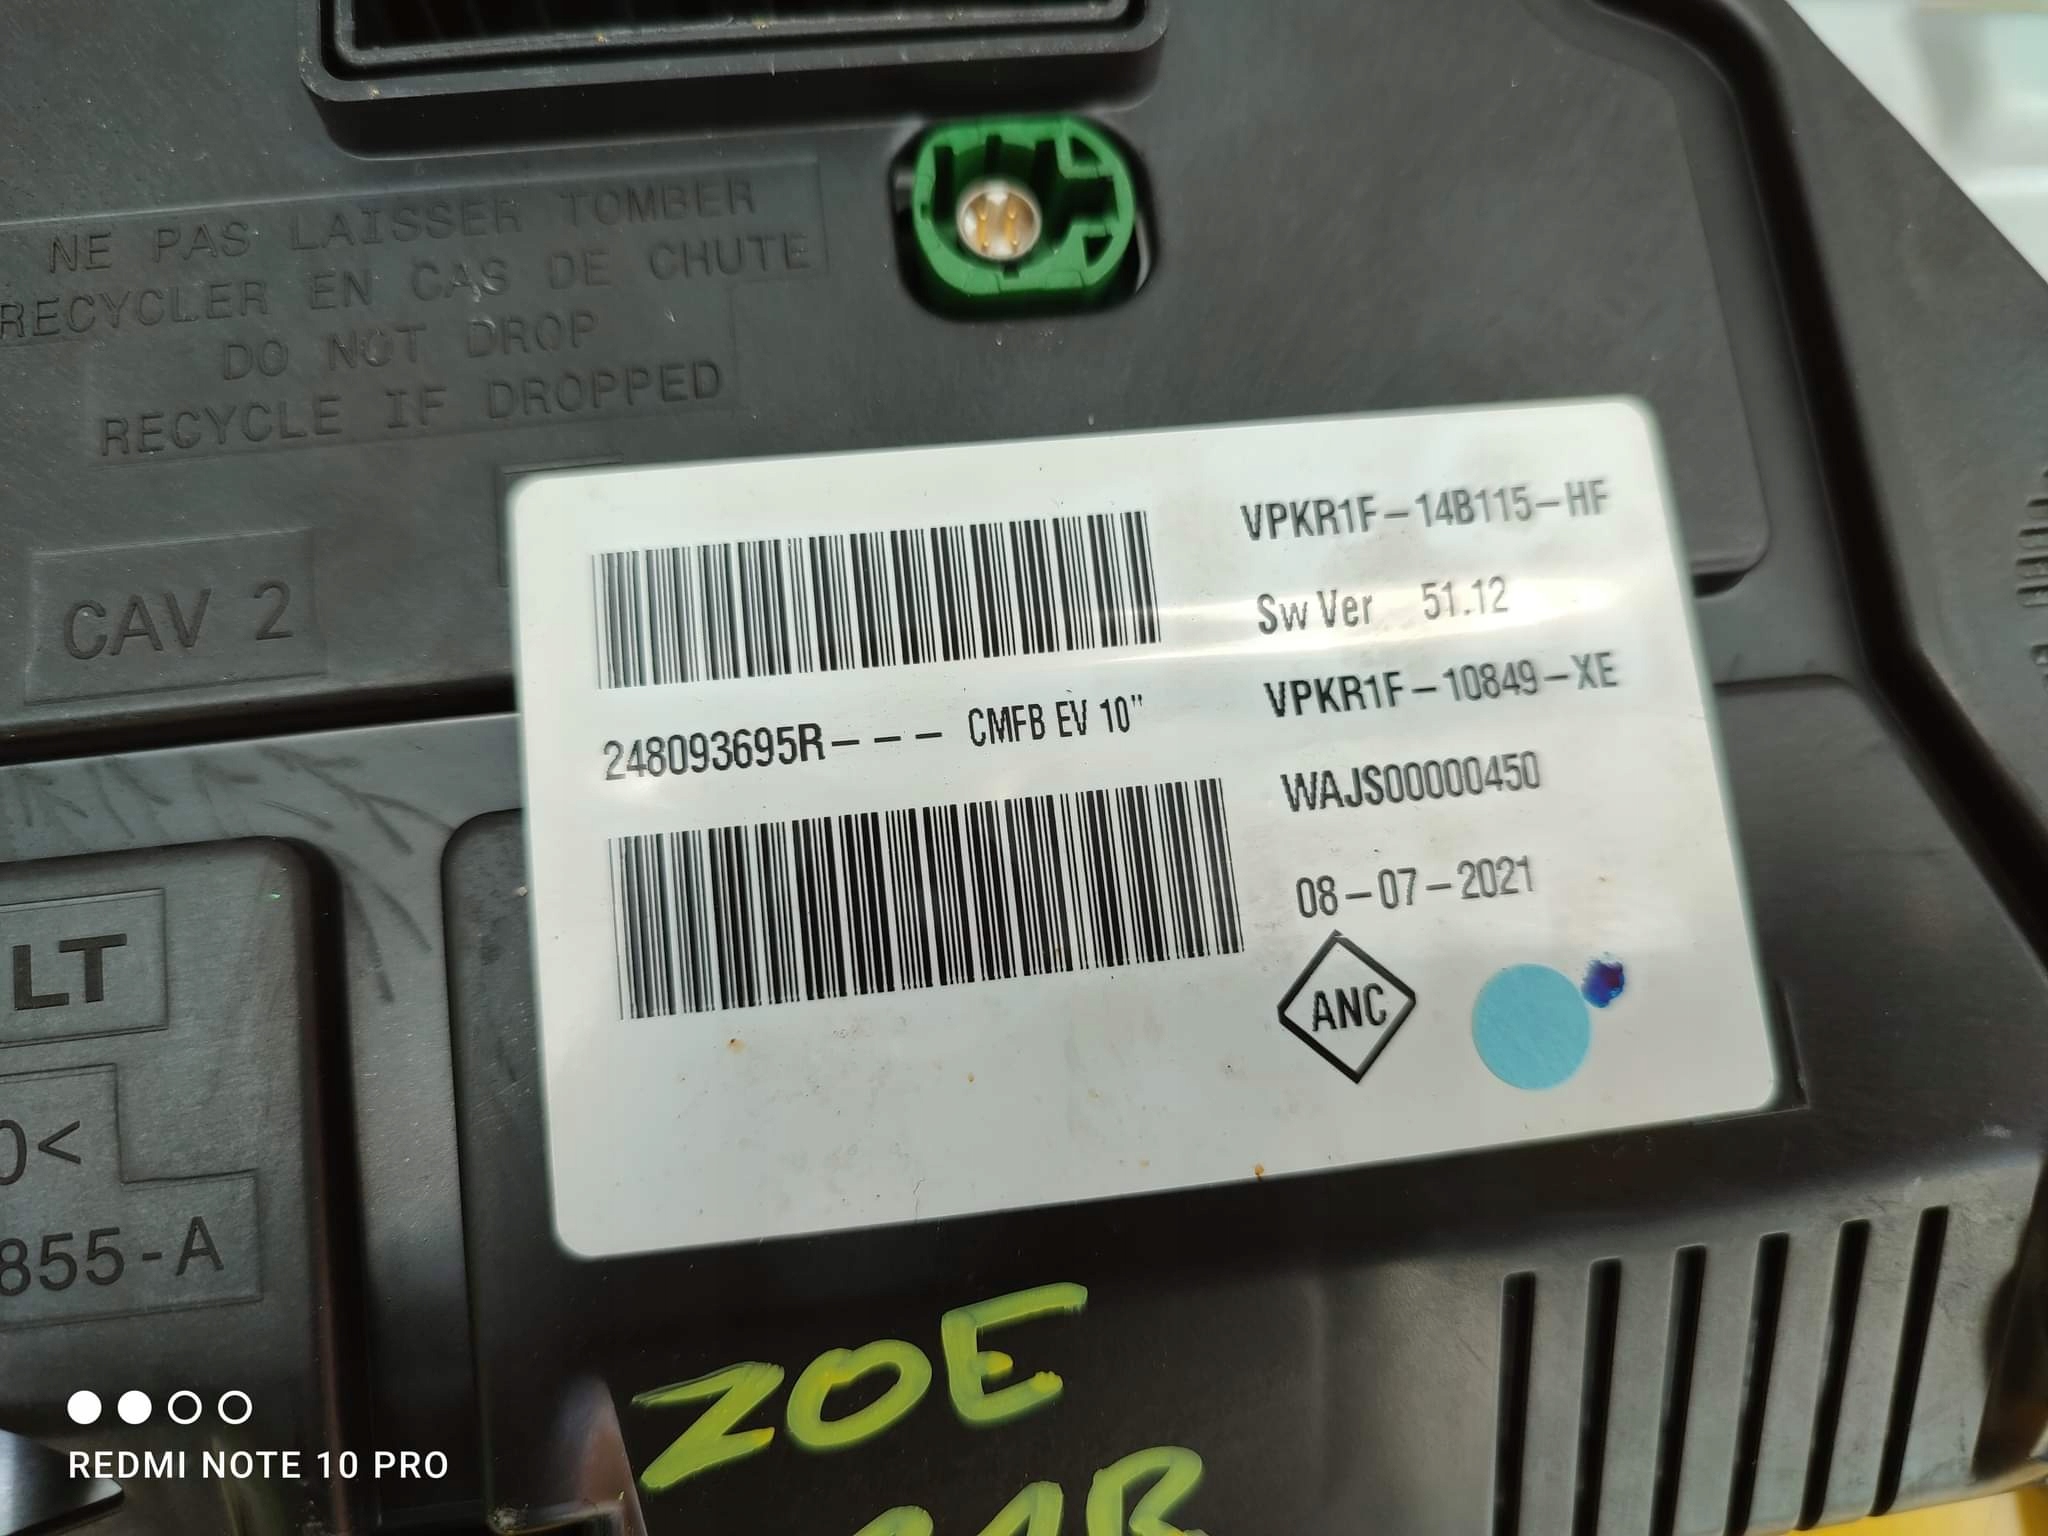 NE PAS LAISSER TOMBER
RECYCLER EN CAS DE CHUTE
DO NOT DROP
RECYCLE IF DROPPED
CAV 2
VPKR1F-14B115-HF
Sw Ver 51.12
248093695R--- CMFB EV 10"
VPKR1F-10849-XE
WAJS00000450
08-07-2021
ANC
LT
0<
855-A
ZOE
REDMI NOTE 10 PRO